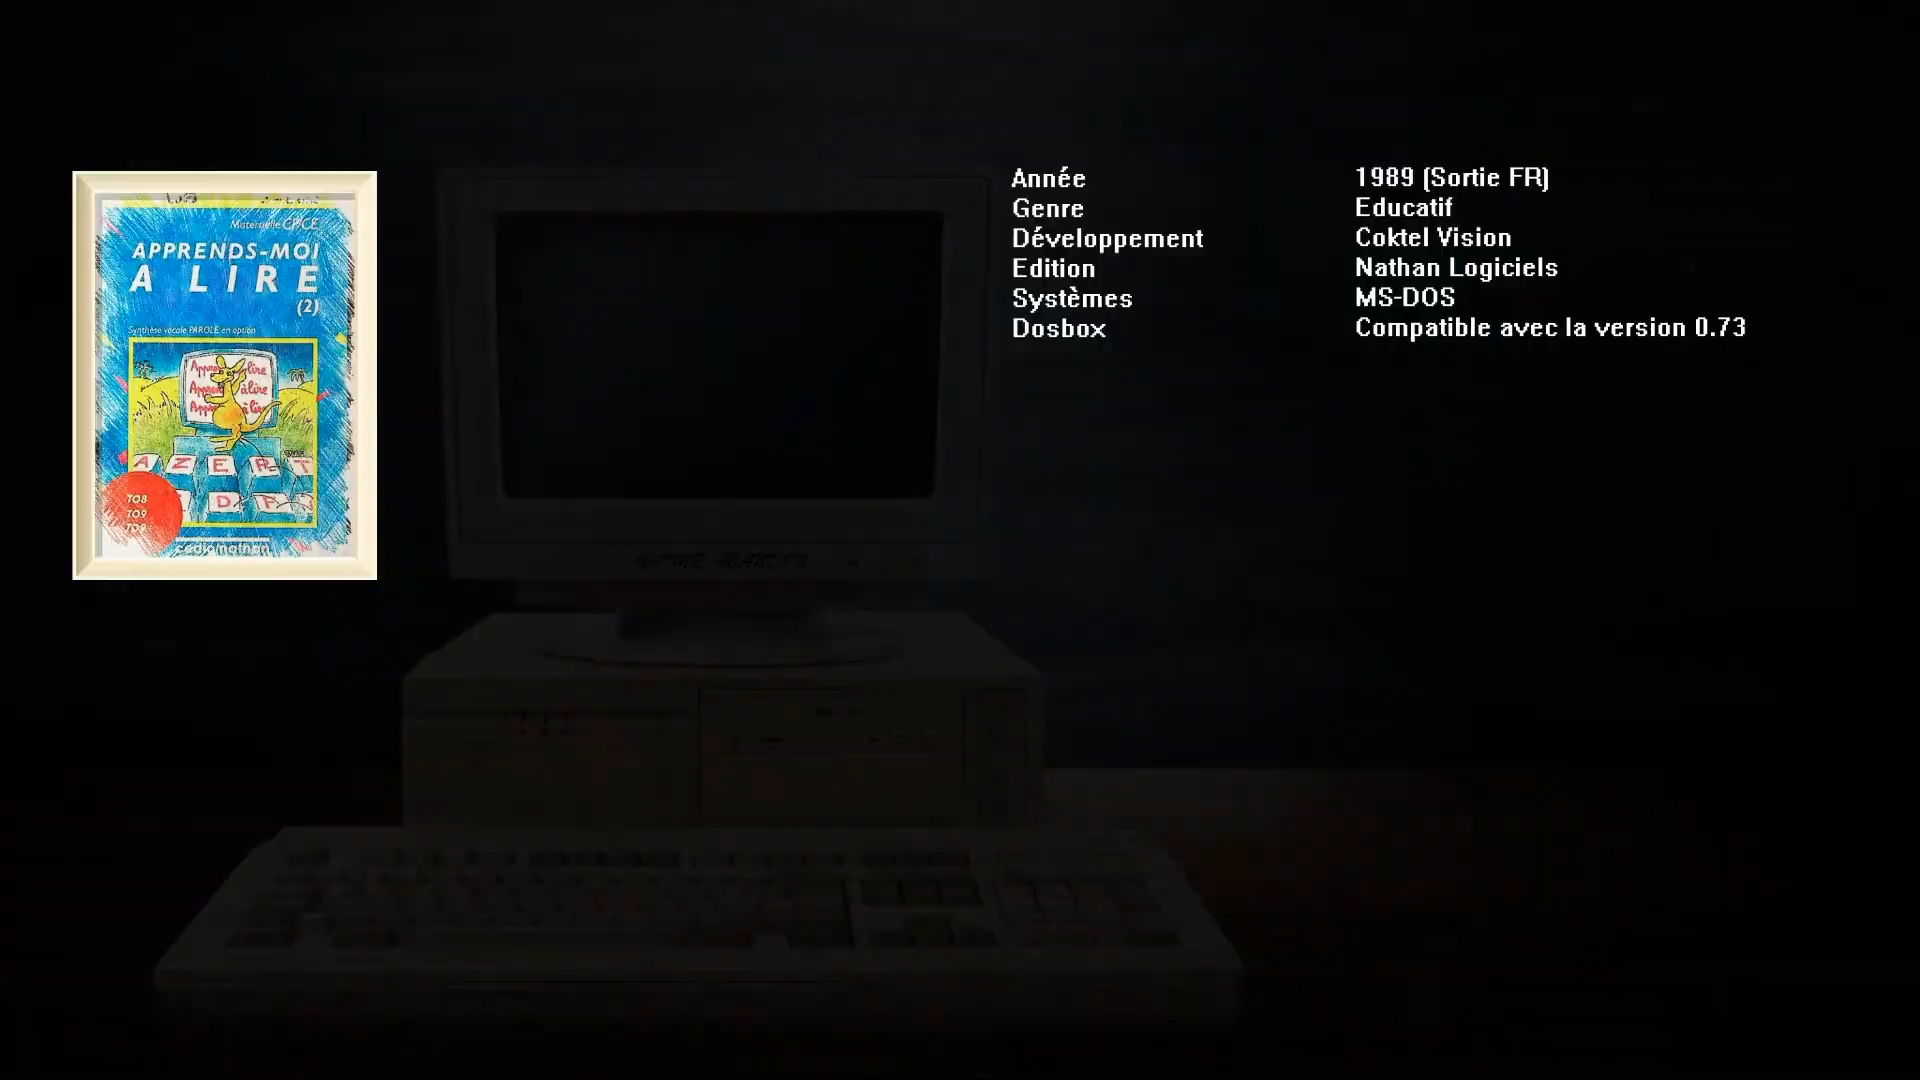 Maternelle CP/CE
APPRENDS-MOI
A LIRE
(2)
Synthèse vocale PAROLE en option
A Z E R T
D F
TO8
TO9
TO9
cedic/nathan
Année 1989 (Sortie FR)
Genre Educatif
Développement Coktel Vision
Edition Nathan Logiciels
Systèmes MS-DOS
Dosbox Compatible avec la version 0.73